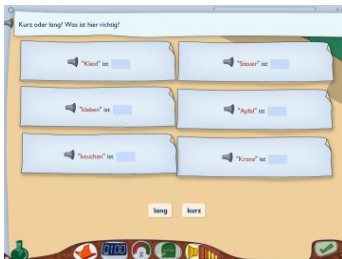 Kurz oder lang? Was ist hier richtig?
"Kleid" ist
"Steuer" ist
"kleben" ist
"Apfel" ist
"keuchen" ist
"Kranz" ist
lang
kurz